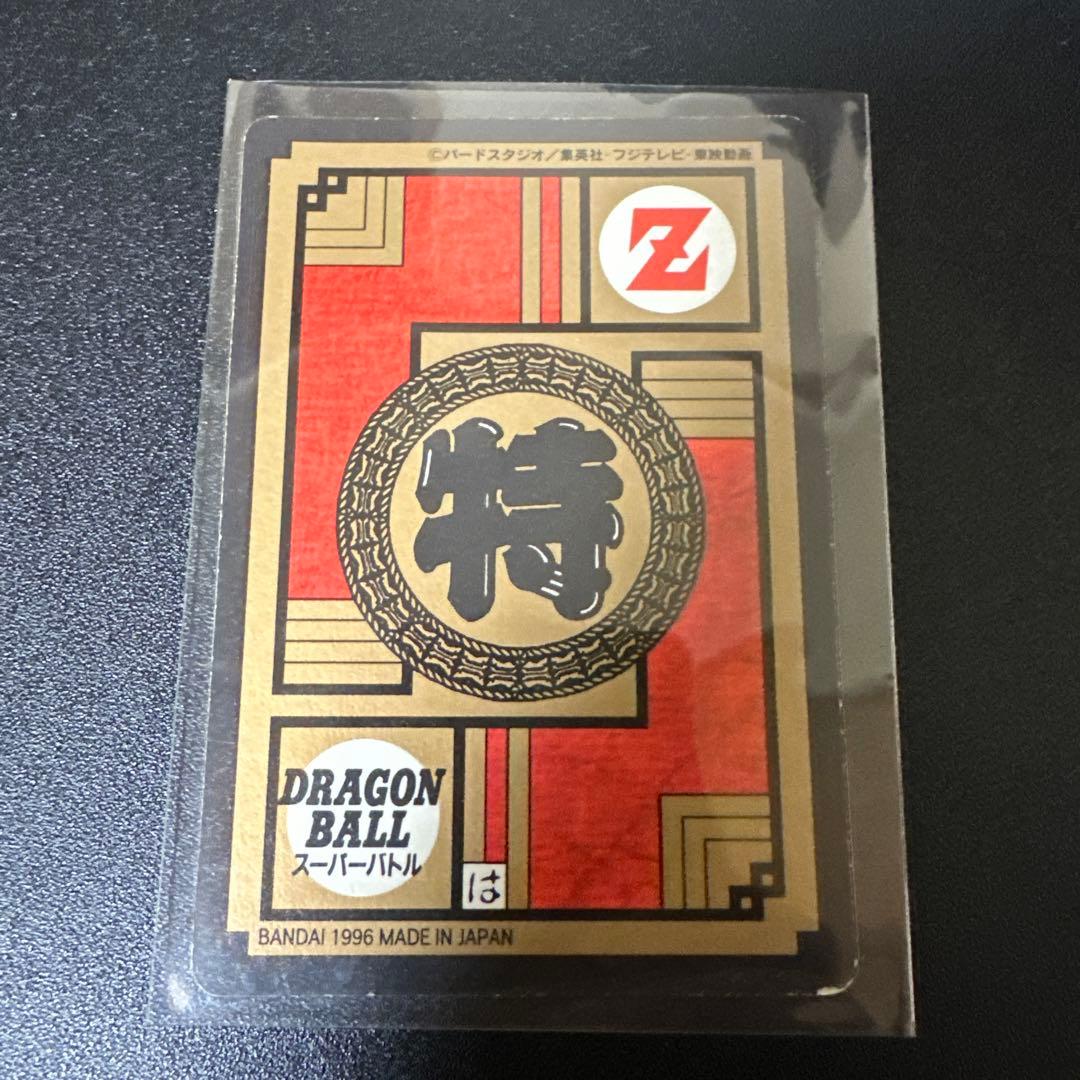 ©バードスタジオ／集英社・フジテレビ・東映動画
Z
特
DRAGON
BALL
スーパーバトル
は
BANDAI 1996 MADE IN JAPAN